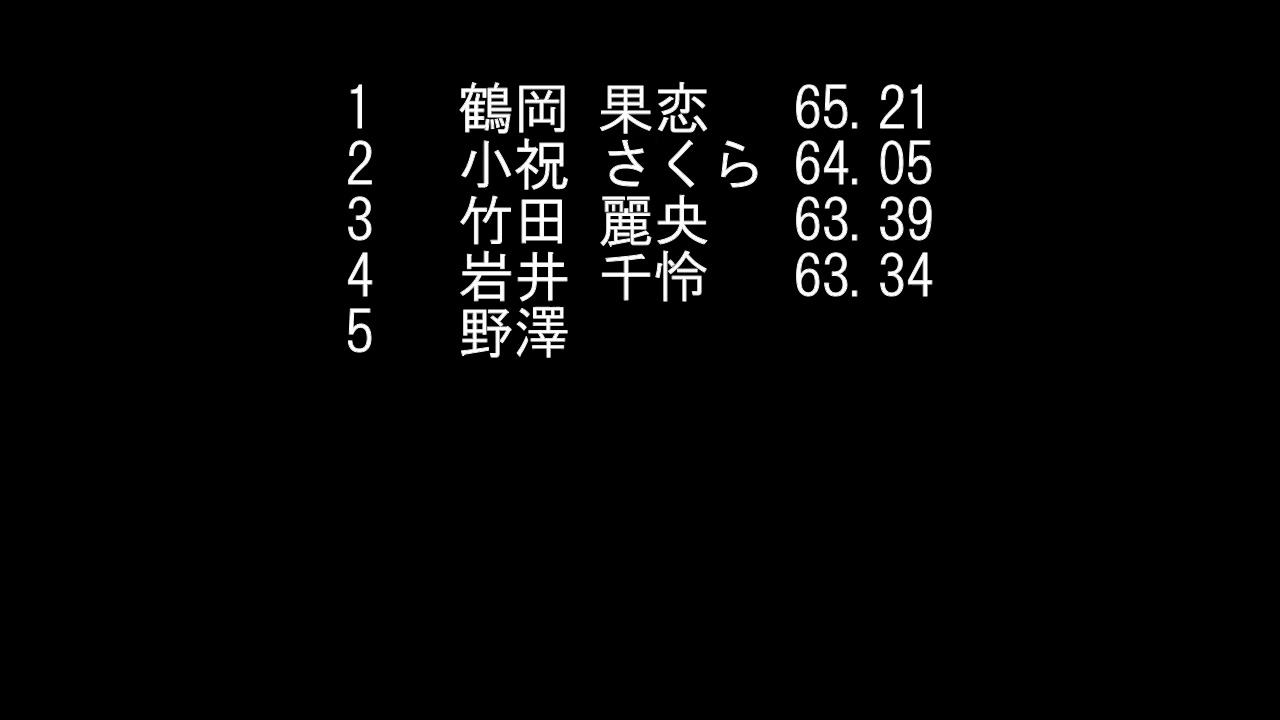 1 鶴岡 果恋 65.21
2 小祝 さくら 64.05
3 竹田 麗央 63.39
4 岩井 千怜 63.34
5 野澤